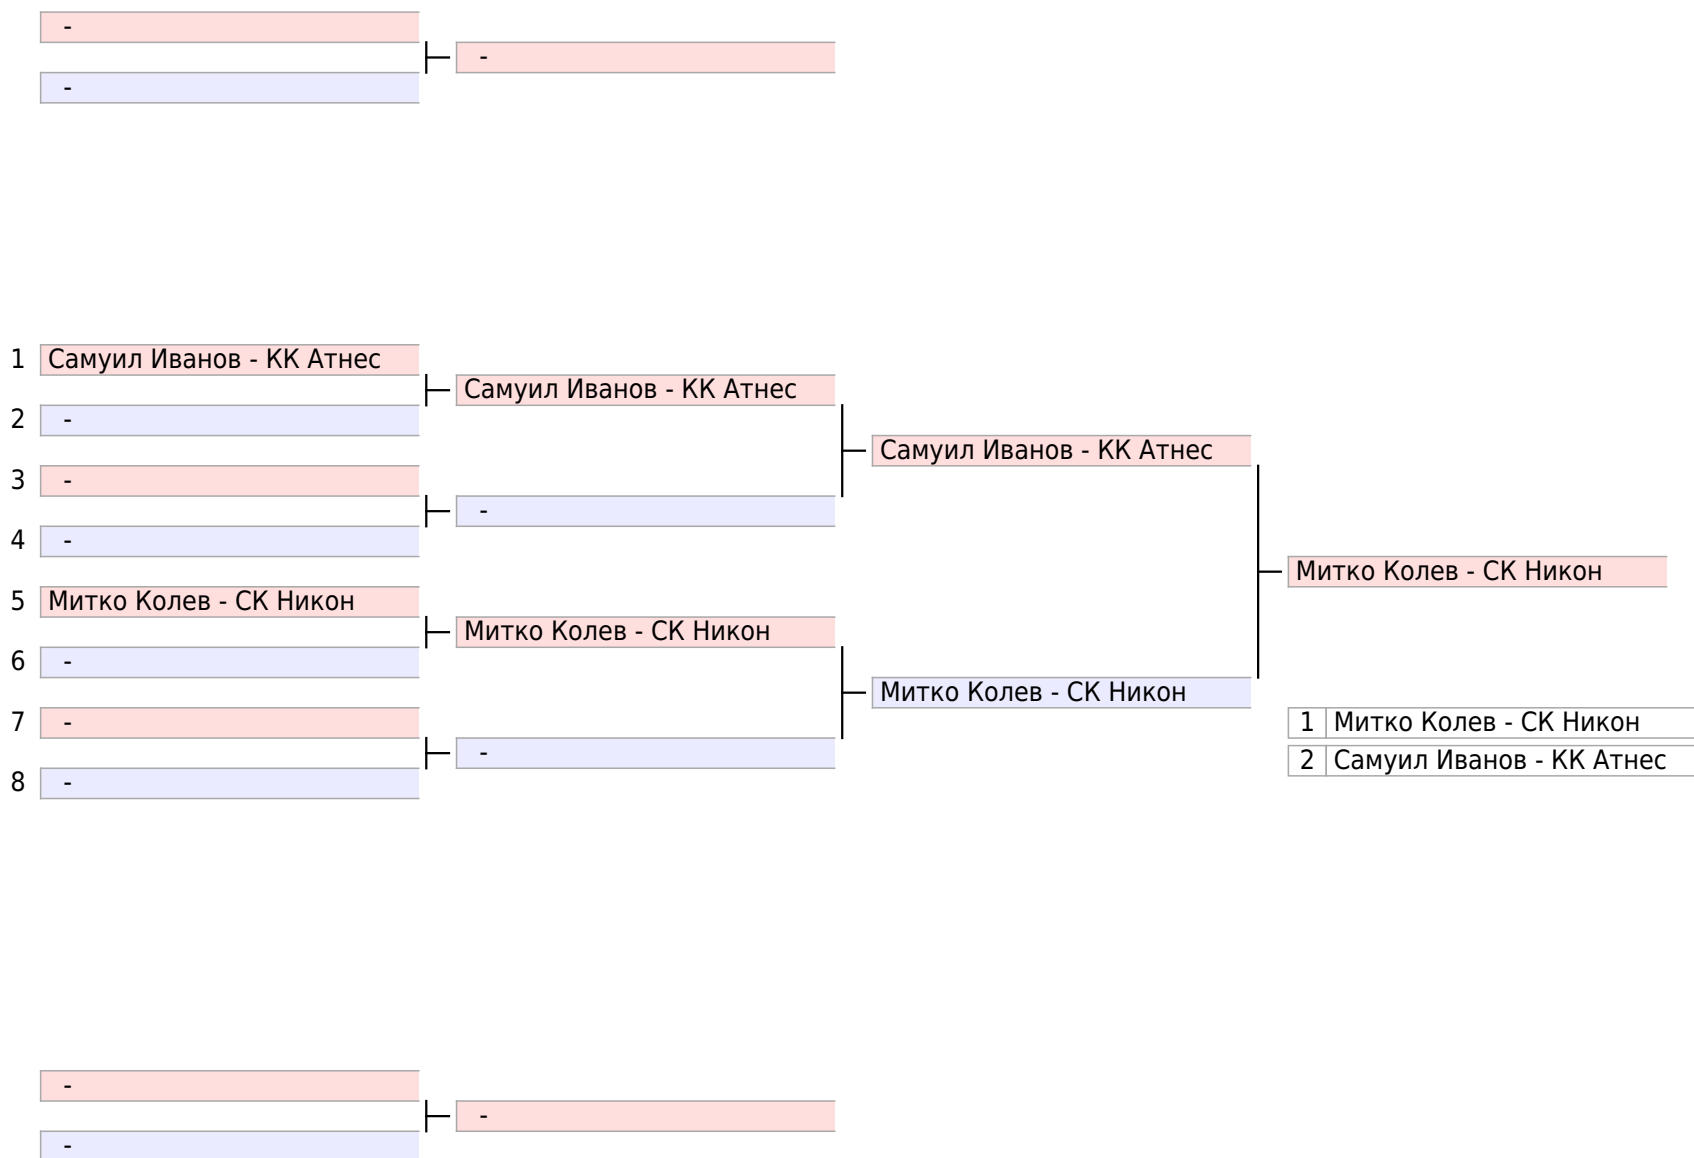 -
-
-
1 Самуил Иванов - КК Атнес
Самуил Иванов - КК Атнес
2 -
Самуил Иванов - КК Атнес
3 -
-
4 -
Митко Колев - СК Никон
5 Митко Колев - СК Никон
Митко Колев - СК Никон
6 -
Митко Колев - СК Никон
7 -
1 Митко Колев - СК Никон
-
2 Самуил Иванов - КК Атнес
8 -
-
-
-